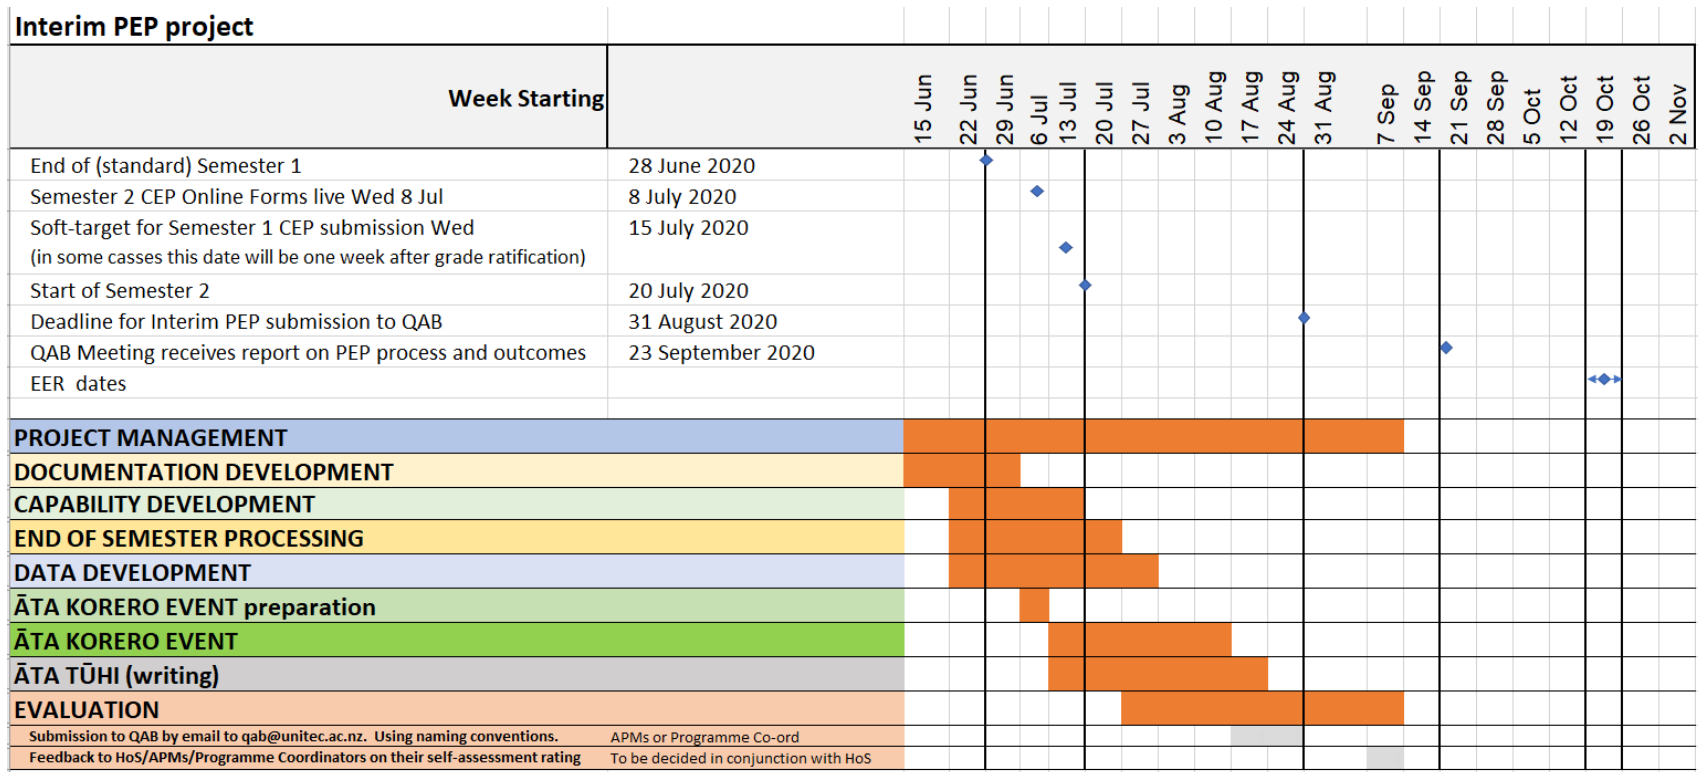 Interim PEP project
Week Starting
15 Jun
22 Jun
29 Jun
6 Jul
13 Jul
20 Jul
27 Jul
3 Aug
10 Aug
17 Aug
24 Aug
31 Aug
7 Sep
14 Sep
21 Sep
28 Sep
5 Oct
12 Oct
19 Oct
26 Oct
2 Nov
End of (standard) Semester 1 28 June 2020
Semester 2 CEP Online Forms live Wed 8 Jul 8 July 2020
Soft-target for Semester 1 CEP submission Wed 15 July 2020
(in some casses this date will be one week after grade ratification)
Start of Semester 2 20 July 2020
Deadline for Interim PEP submission to QAB 31 August 2020
QAB Meeting receives report on PEP process and outcomes 23 September 2020
EER dates
PROJECT MANAGEMENT
DOCUMENTATION DEVELOPMENT
CAPABILITY DEVELOPMENT
END OF SEMESTER PROCESSING
DATA DEVELOPMENT
ĀTA KORERO EVENT preparation
ĀTA KORERO EVENT
ĀTA TŪHI (writing)
EVALUATION
Submission to QAB by email to qab@unitec.ac.nz. Using naming conventions. APMs or Programme Co-ord
Feedback to HoS/APMs/Programme Coordinators on their self-assessment rating To be decided in conjunction with HoS